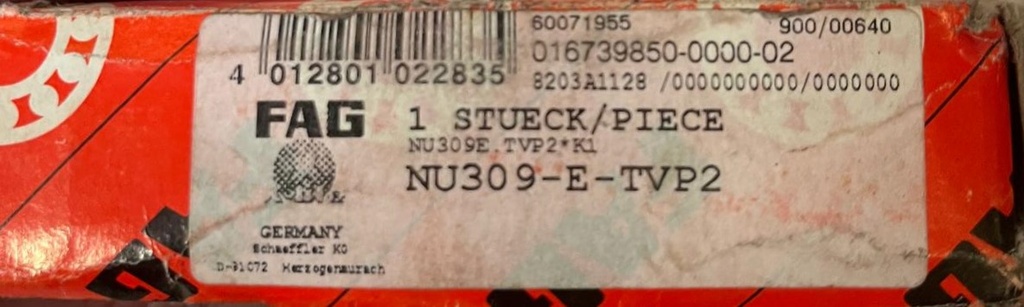 60071955 900/00640
016739850-0000-02
4 012801 022835
8203A1128 /0000000000/0000000
FAG
1 STUECK/PIECE
NU309E.TVP2*K1
NU309-E-TVP2
GERMANY
Schaeffler KG
D-91072 Herzogenaurach